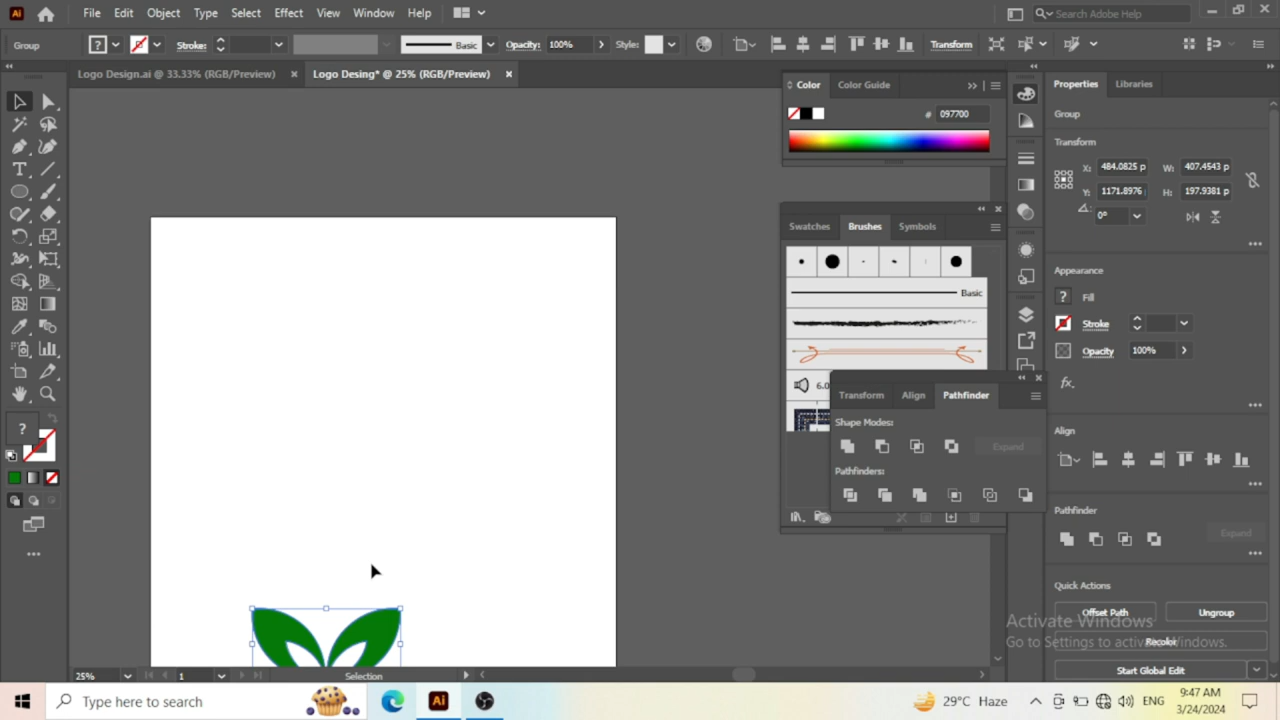 Ai File Edit Object Type Select Effect View Window Help Search Adobe Help
Group ? Stroke: Basic Opacity: 100% Style: Transform
Logo Design.ai @ 33.33% (RGB/Preview) × Logo Desing* @ 25% (RGB/Preview) ×
Color Color Guide
# 097700
Swatches Brushes Symbols
Basic
6.0
Transform Align Pathfinder
Shape Modes:
Expand
Pathfinders:
Properties Libraries
Group
Transform
X: 484.0825 p W: 407.4543 p
Y: 1171.8976 H: 197.9381 p
0°
Appearance
? Fill
Stroke
Opacity 100%
fx.
Align
Pathfinder
Expand
Quick Actions
Offset Path Ungroup
Recolor
Start Global Edit
Activate Windows
Go to Settings to activate Windows.
?
25% 1 Selection
Type here to search Ai 29°C Haze ENG 9:47 AM
3/24/2024